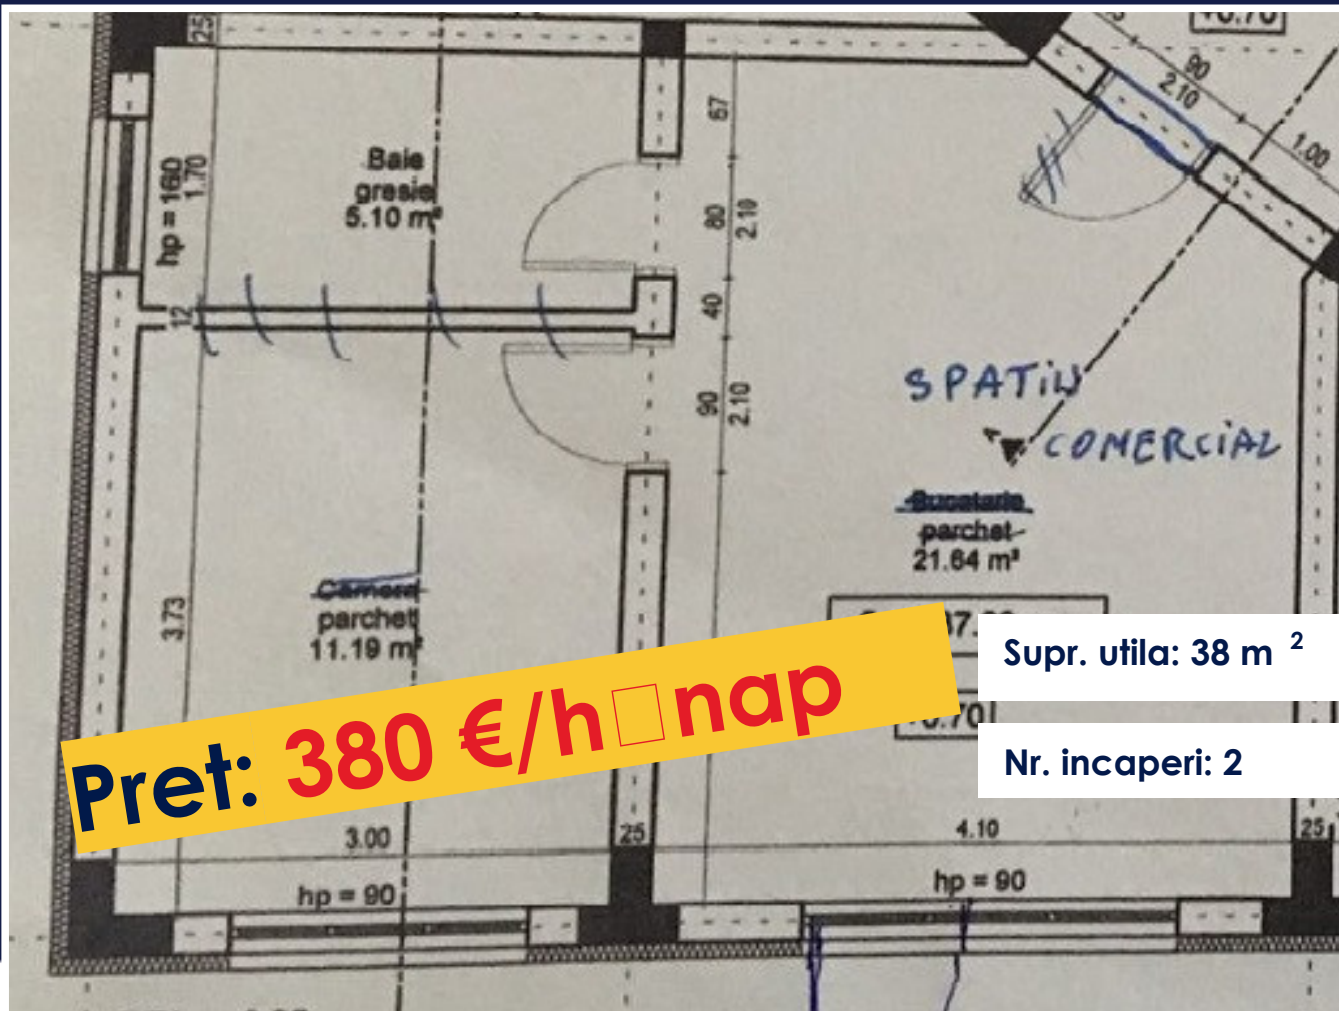 25
+0.70
90
2.10
1.00
67
hp = 160
1.70
Baie
gresie
5.10 m²
80
2.10
12
40
90
2.10
SPATIU
COMERCIAL
Bucatarie
parchet
21.64 m²
Camera
parchet
11.19 m²
3.73
Supr. utila: 38 m ²
Pret: 380 €/h□nap
Nr. incaperi: 2
3.00
25
4.10
25
hp = 90
hp = 90